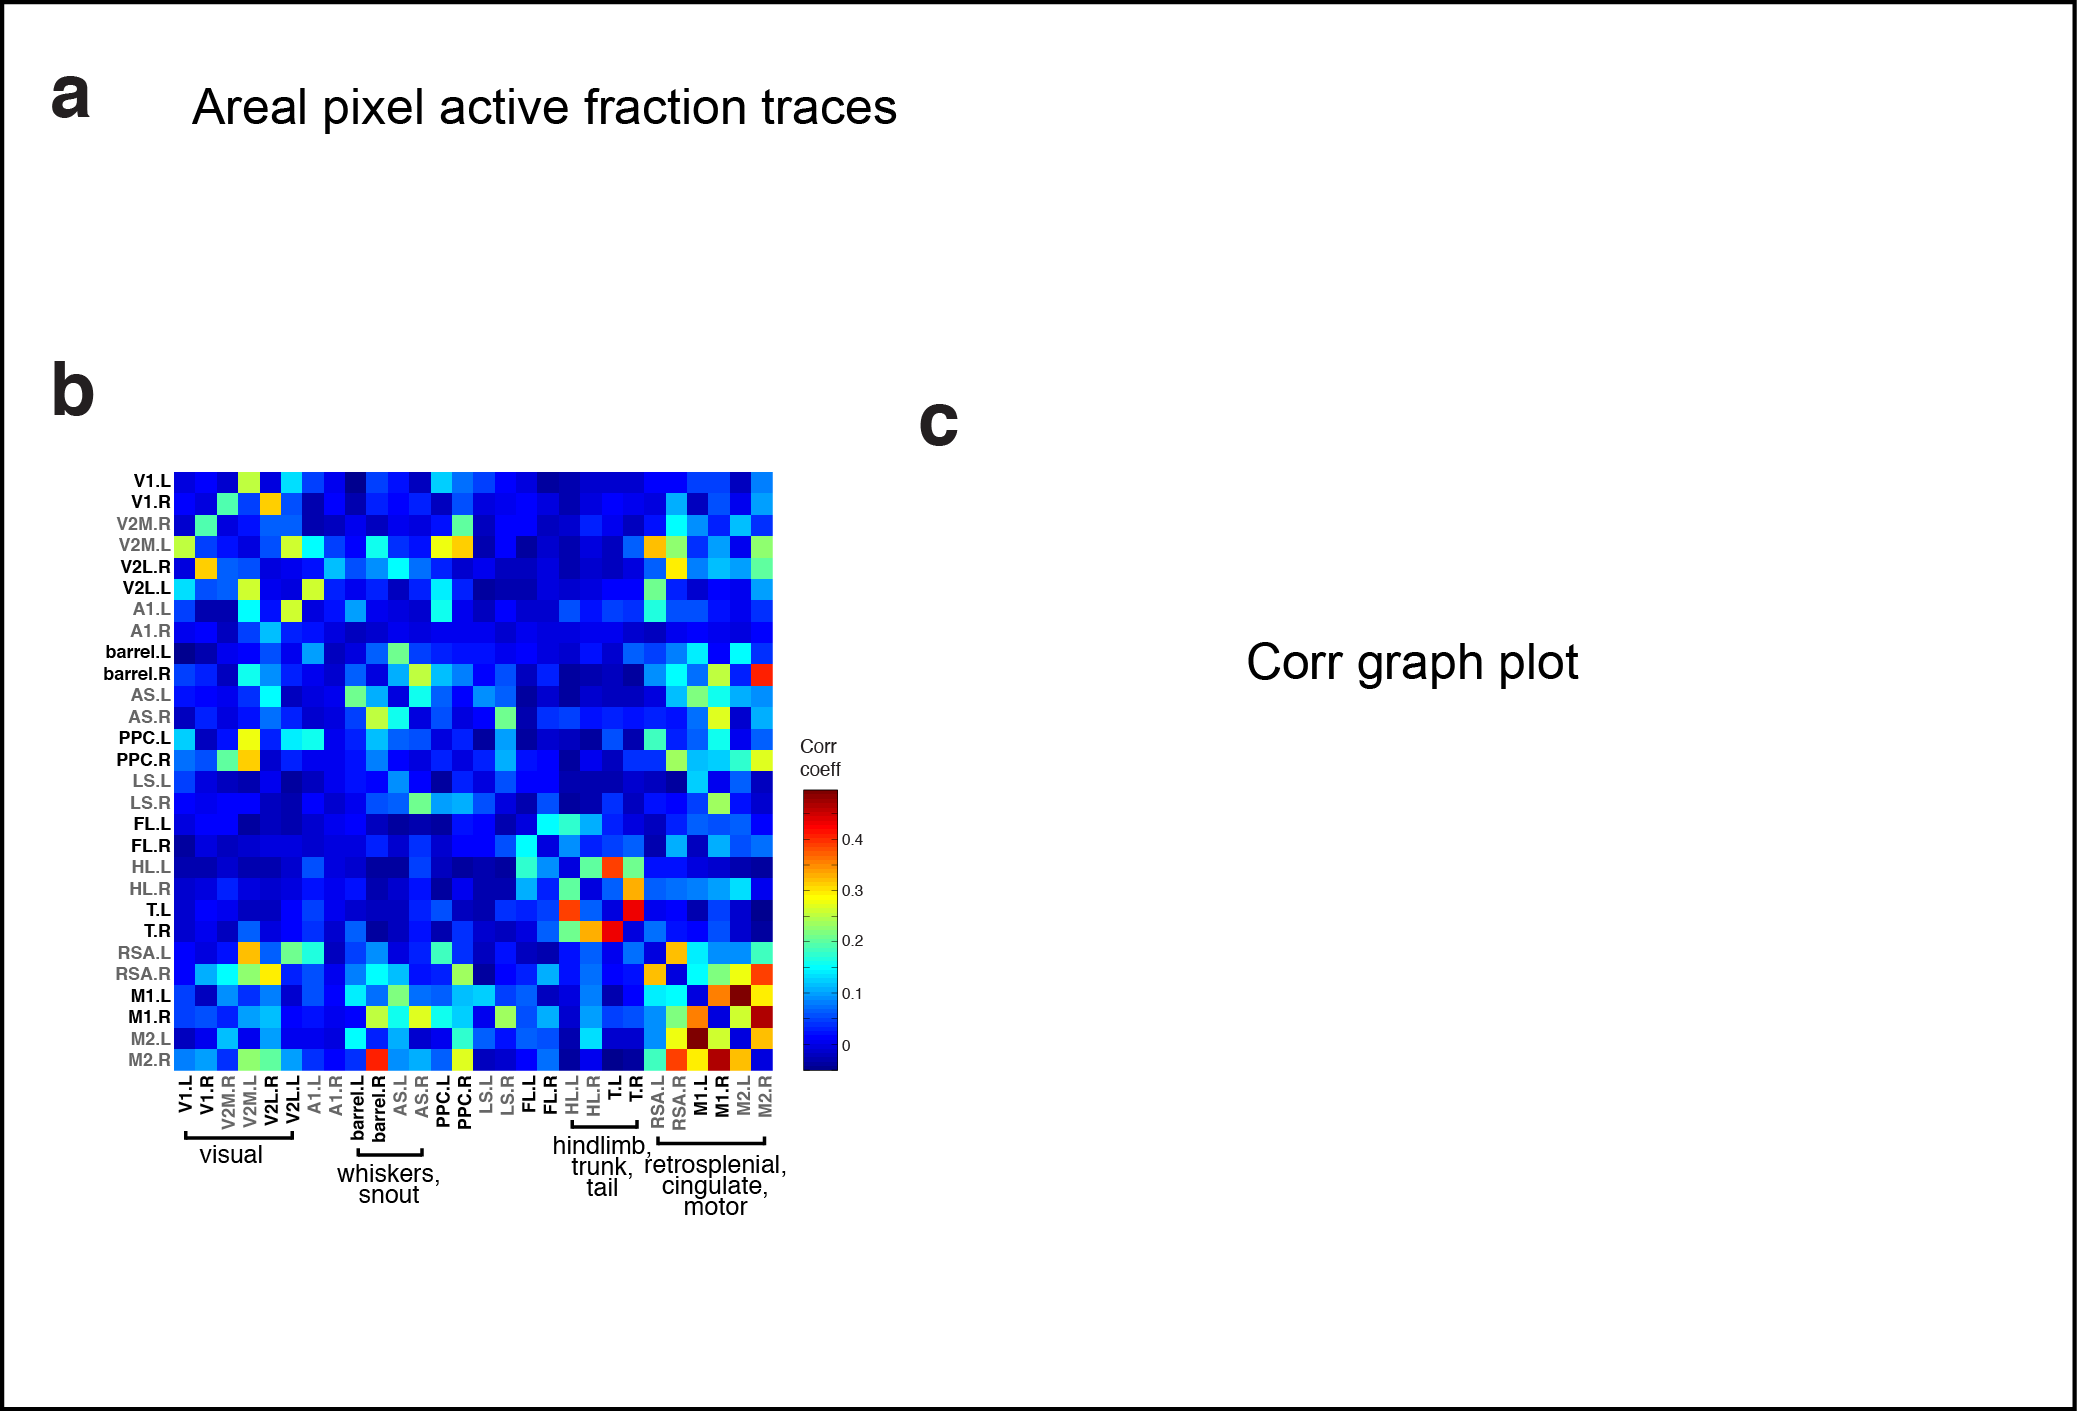 a
Areal pixel active fraction traces
b
c
V1.L
V1.R
V2M.R
V2M.L
V2L.R
V2L.L
A1.L
A1.R
barrel.L
barrel.R
AS.L
AS.R
PPC.L
PPC.R
LS.L
LS.R
FL.L
FL.R
HL.L
HL.R
T.L
T.R
RSA.L
RSA.R
M1.L
M1.R
M2.L
M2.R
Corr
coeff
0.4
0.3
0.2
0.1
0
Corr graph plot
V1.L
V1.R
V2M.R
V2M.L
V2L.R
V2L.L
A1.L
A1.R
barrel.L
barrel.R
AS.L
AS.R
PPC.L
PPC.R
LS.L
LS.R
FL.L
FL.R
HL.L
HL.R
T.L
T.R
RSA.L
RSA.R
M1.L
M1.R
M2.L
M2.R
visual
whiskers,
snout
hindlimb,
trunk,
tail
retrosplenial,
cingulate,
motor